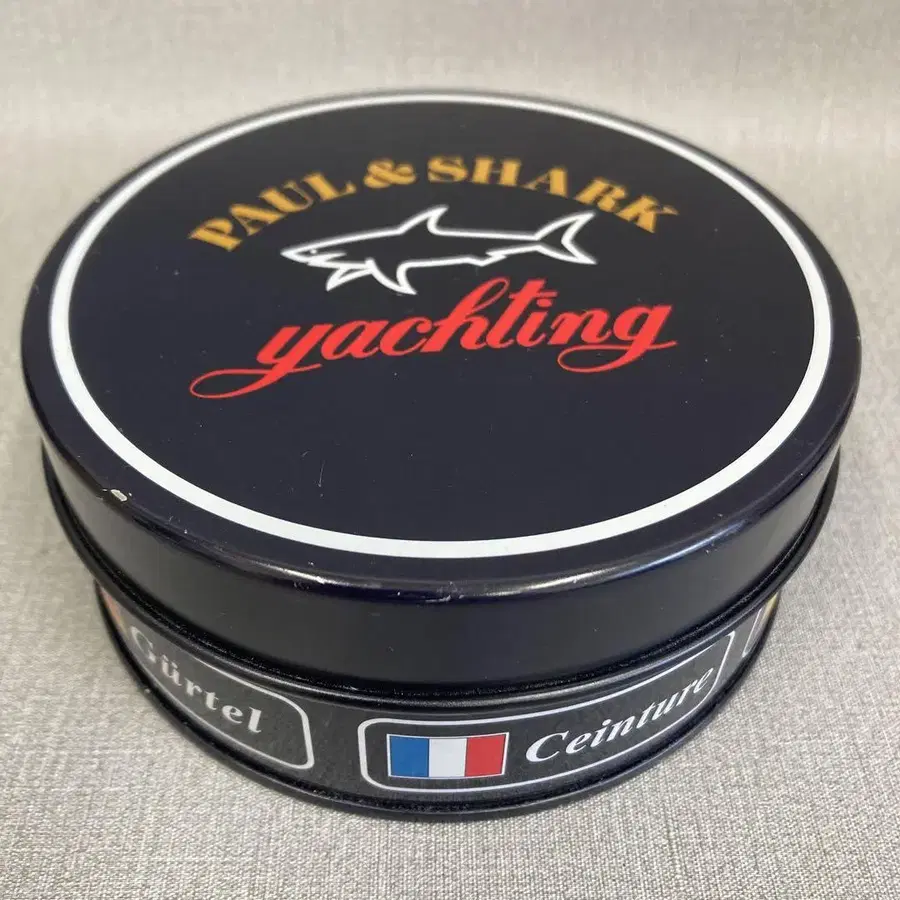 PAUL & SHARK
yachting
Gürtel
Ceinture